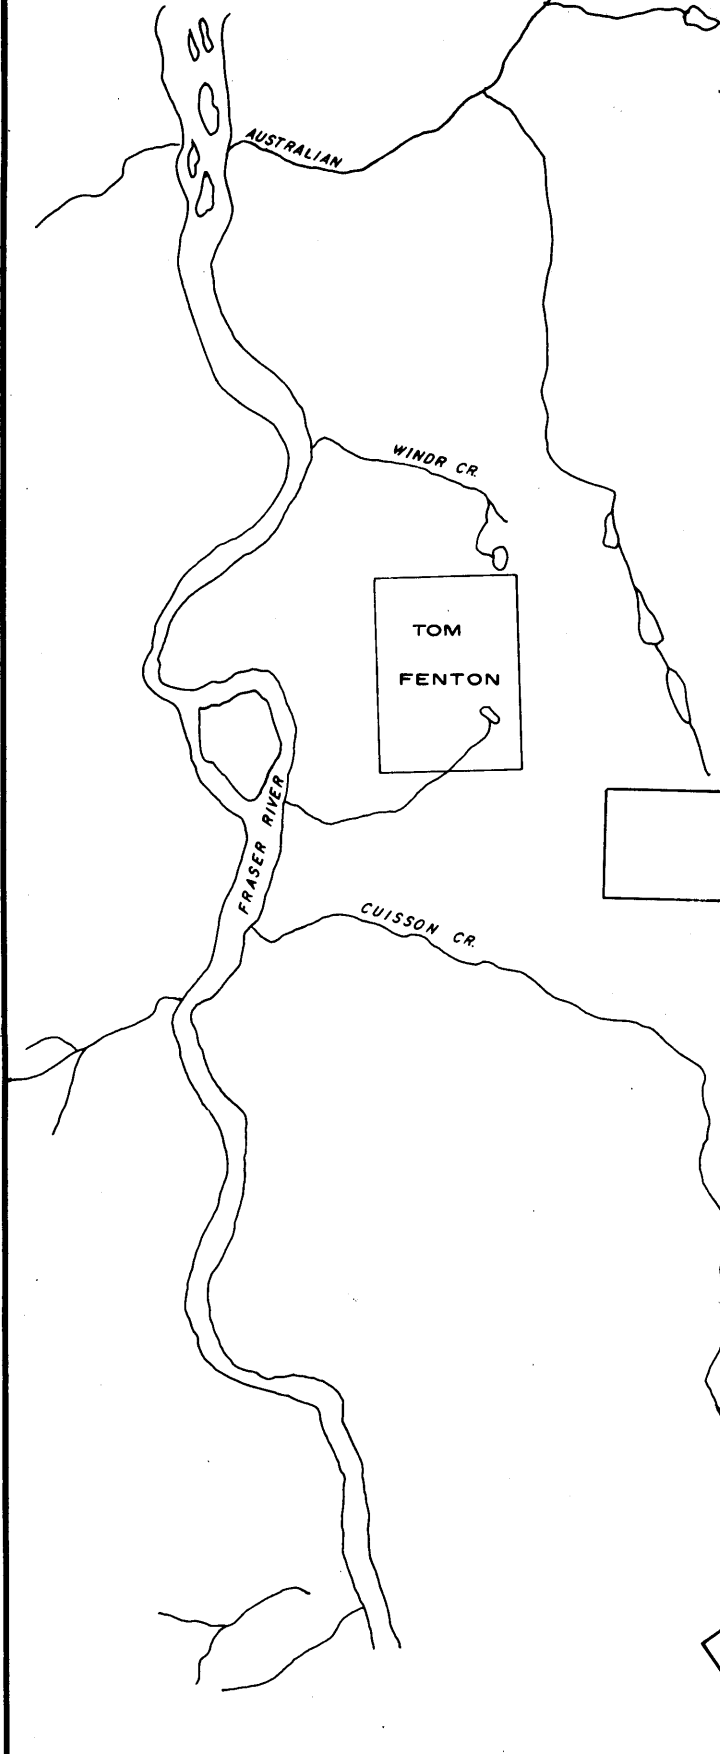 AUSTRALIAN
WINDR CR.
TOM
FENTON
FRASER RIVER
CUISSON CR.